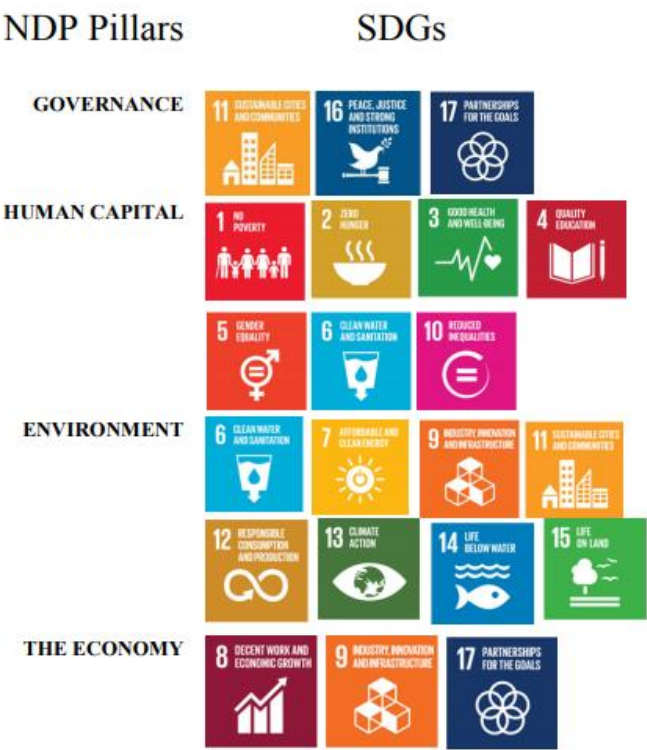 NDP Pillars SDGs
GOVERNANCE
11 SUSTAINABLE CITIES
AND COMMUNITIES
16 PEACE, JUSTICE
AND STRONG
INSTITUTIONS
17 PARTNERSHIPS
FOR THE GOALS
HUMAN CAPITAL
1 NO
POVERTY
2 ZERO
HUNGER
3 GOOD HEALTH
AND WELL-BEING
4 QUALITY
EDUCATION
5 GENDER
EQUALITY
6 CLEAN WATER
AND SANITATION
10 REDUCED
INEQUALITIES
ENVIRONMENT
6 CLEAN WATER
AND SANITATION
7 AFFORDABLE AND
CLEAN ENERGY
9 INDUSTRY, INNOVATION
AND INFRASTRUCTURE
11 SUSTAINABLE CITIES
AND COMMUNITIES
12 RESPONSIBLE
CONSUMPTION
AND PRODUCTION
13 CLIMATE
ACTION
14 LIFE
BELOW WATER
15 LIFE
ON LAND
THE ECONOMY
8 DECENT WORK AND
ECONOMIC GROWTH
9 INDUSTRY, INNOVATION
AND INFRASTRUCTURE
17 PARTNERSHIPS
FOR THE GOALS